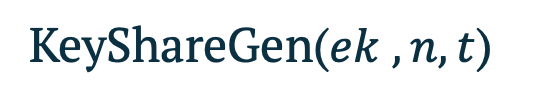 KeyShareGen(ek , n, t)